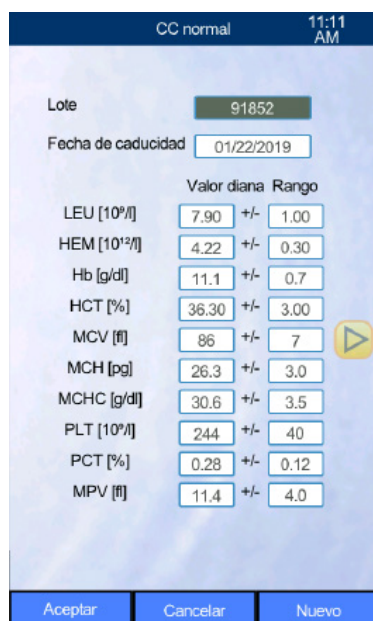 CC normal
11:11
AM
Lote 91852
Fecha de caducidad 01/22/2019
Valor diana Rango
LEU [10⁹/l] 7.90 +/- 1.00
HEM [10¹²/l] 4.22 +/- 0.30
Hb [g/dl] 11.1 +/- 0.7
HCT [%] 36.30 +/- 3.00
MCV [fl] 86 +/- 7
MCH [pg] 26.3 +/- 3.0
MCHC [g/dl] 30.6 +/- 3.5
PLT [10⁹/l] 244 +/- 40
PCT [%] 0.28 +/- 0.12
MPV [fl] 11.4 +/- 4.0
Aceptar Cancelar Nuevo